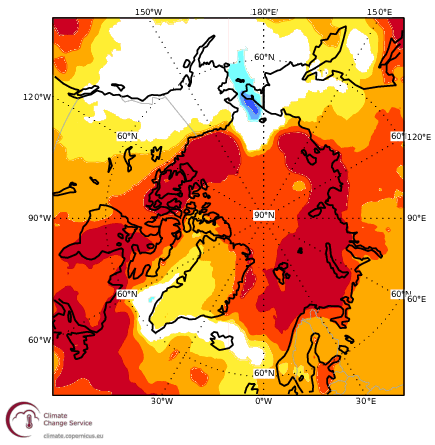 150°W 180°E 150°E
60°N
120°W
60°N 60° 120°E
90°W 90°N 90°E
60°N 60°N 60°E
60°W
60°N
30°W 0°W 30°E
Climate
Change Service
climate.copernicus.eu